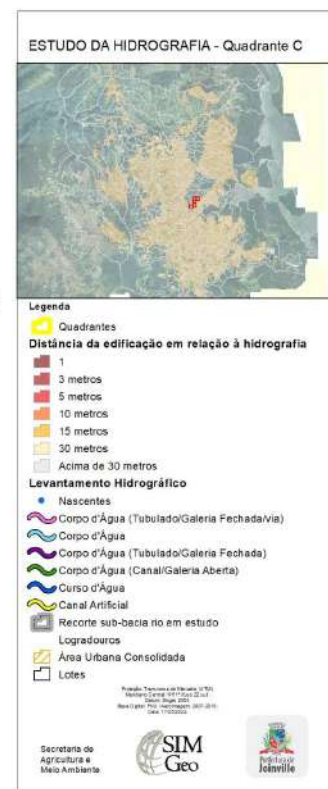 ESTUDO DA HIDROGRAFIA - Quadrante C
Legenda
Quadrantes
Distância da edificação em relação à hidrografia
1
3 metros
5 metros
10 metros
15 metros
30 metros
Acima de 30 metros
Levantamento Hidrográfico
Nascentes
Corpo d'Água (Tubulado/Galeria Fechada/via)
Corpo d'Água
Corpo d'Água (Tubulado/Galeria Fechada)
Corpo d'Água (Canal/Galeria Aberta)
Curso d'Água
Canal Artificial
Recorte sub-bacia rio em estudo
Logradouros
Área Urbana Consolidada
Lotes
Secretaria de
Agricultura e
Meio Ambiente
SIM
Geo
Prefeitura de
Joinville